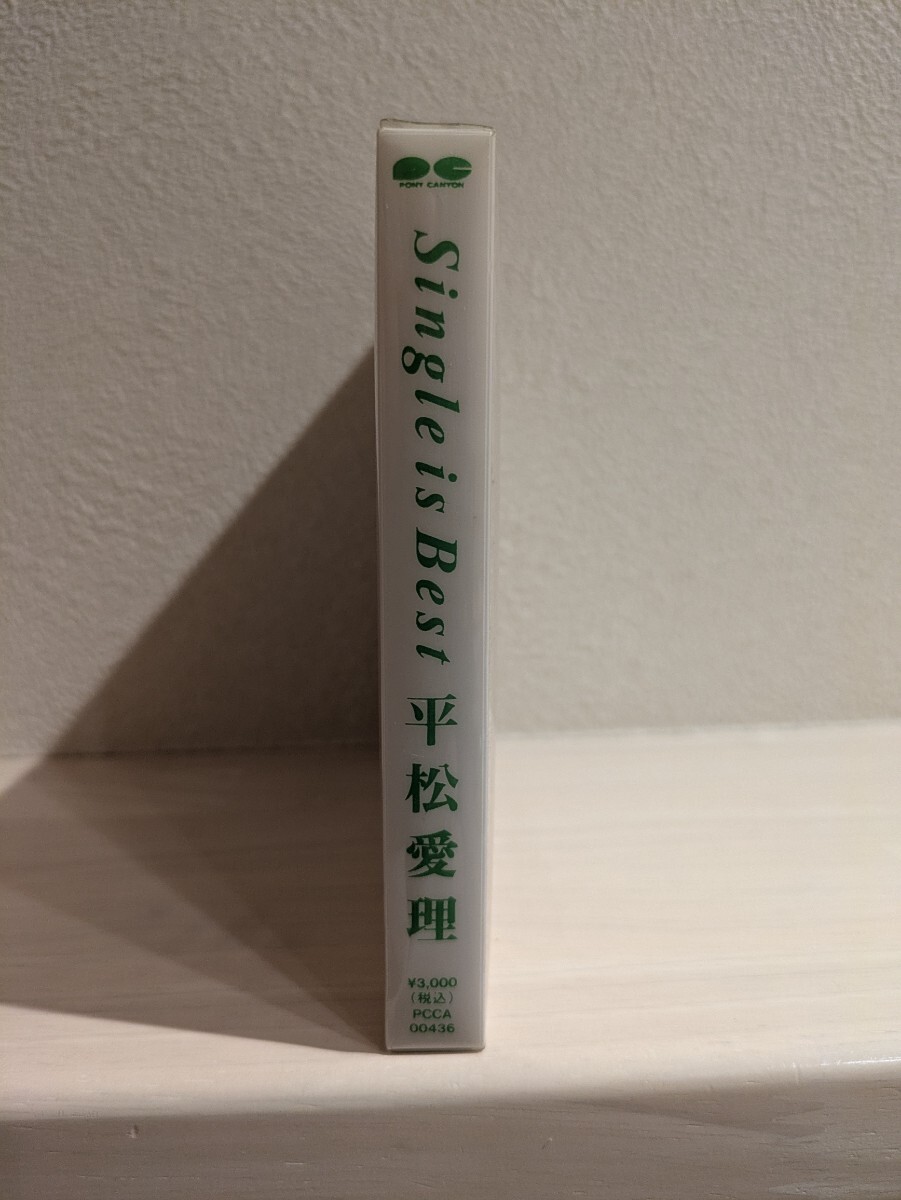 PONY CANYON
Single is Best 平松愛理
¥3,000
(税込)
PCCA
00436